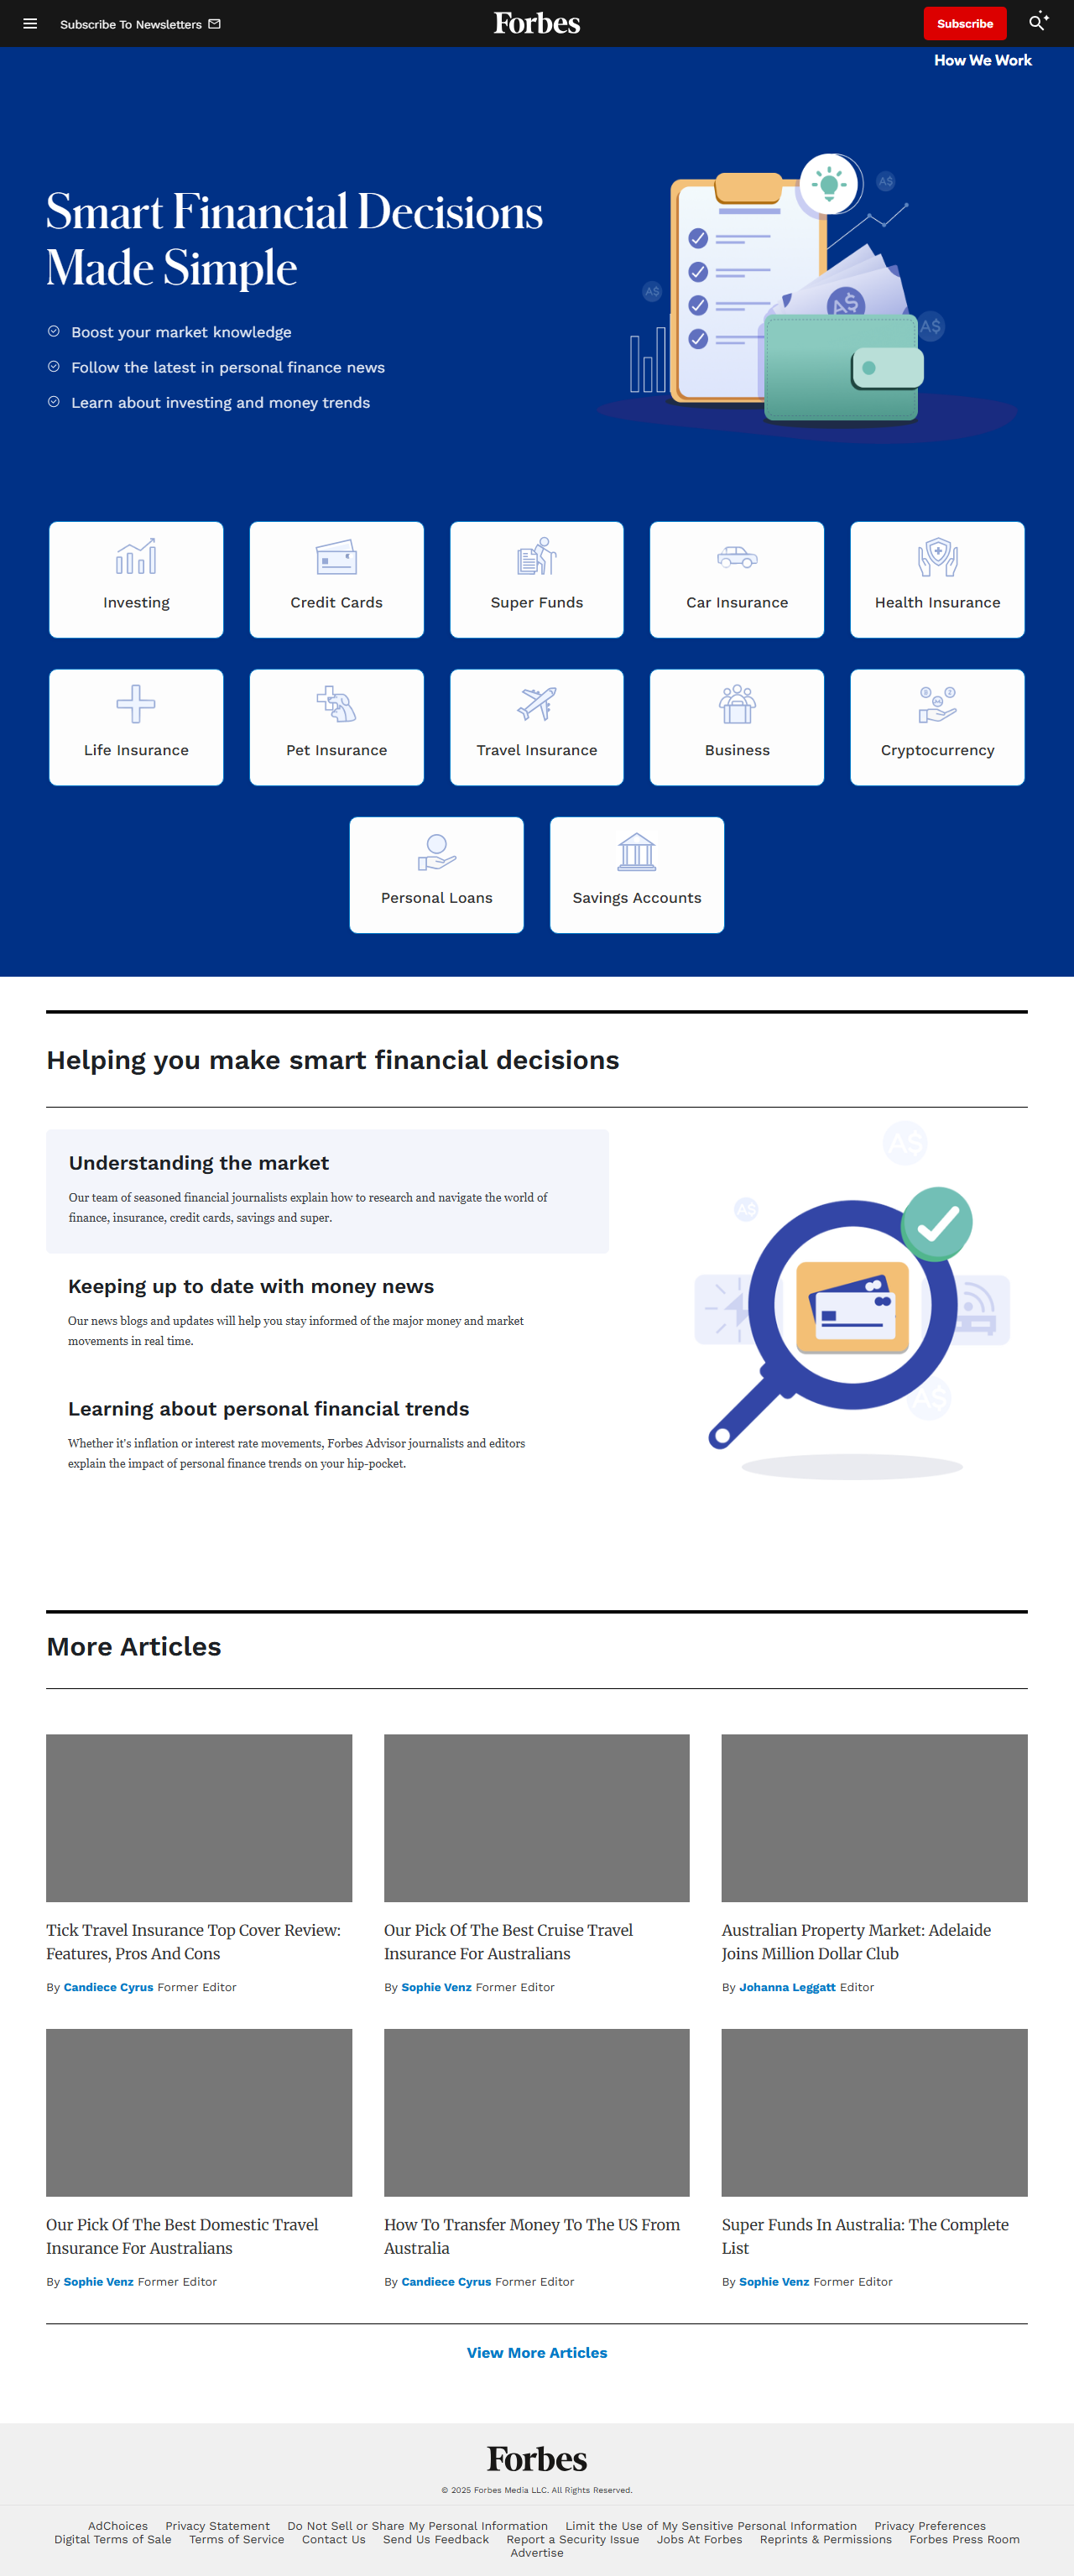 Subscribe To Newsletters
Forbes
Subscribe
How We Work
Smart Financial Decisions
Made Simple
Boost your market knowledge
Follow the latest in personal finance news
Learn about investing and money trends
A$
A$
A$
A$
Investing
Credit Cards
Super Funds
Car Insurance
Health Insurance
Life Insurance
Pet Insurance
Travel Insurance
Business
Cryptocurrency
Personal Loans
Savings Accounts
Helping you make smart financial decisions
Understanding the market
Our team of seasoned financial journalists explain how to research and navigate the world of
finance, insurance, credit cards, savings and super.
Keeping up to date with money news
Our news blogs and updates will help you stay informed of the major money and market
movements in real time.
Learning about personal financial trends
Whether it's inflation or interest rate movements, Forbes Advisor journalists and editors
explain the impact of personal finance trends on your hip-pocket.
A$
A$
A$
More Articles
Tick Travel Insurance Top Cover Review:
Features, Pros And Cons
By Candiece Cyrus Former Editor
Our Pick Of The Best Cruise Travel
Insurance For Australians
By Sophie Venz Former Editor
Australian Property Market: Adelaide
Joins Million Dollar Club
By Johanna Leggatt Editor
Our Pick Of The Best Domestic Travel
Insurance For Australians
By Sophie Venz Former Editor
How To Transfer Money To The US From
Australia
By Candiece Cyrus Former Editor
Super Funds In Australia: The Complete
List
By Sophie Venz Former Editor
View More Articles
Forbes
© 2025 Forbes Media LLC. All Rights Reserved.
AdChoices Privacy Statement Do Not Sell or Share My Personal Information Limit the Use of My Sensitive Personal Information Privacy Preferences
Digital Terms of Sale Terms of Service Contact Us Send Us Feedback Report a Security Issue Jobs At Forbes Reprints & Permissions Forbes Press Room
Advertise